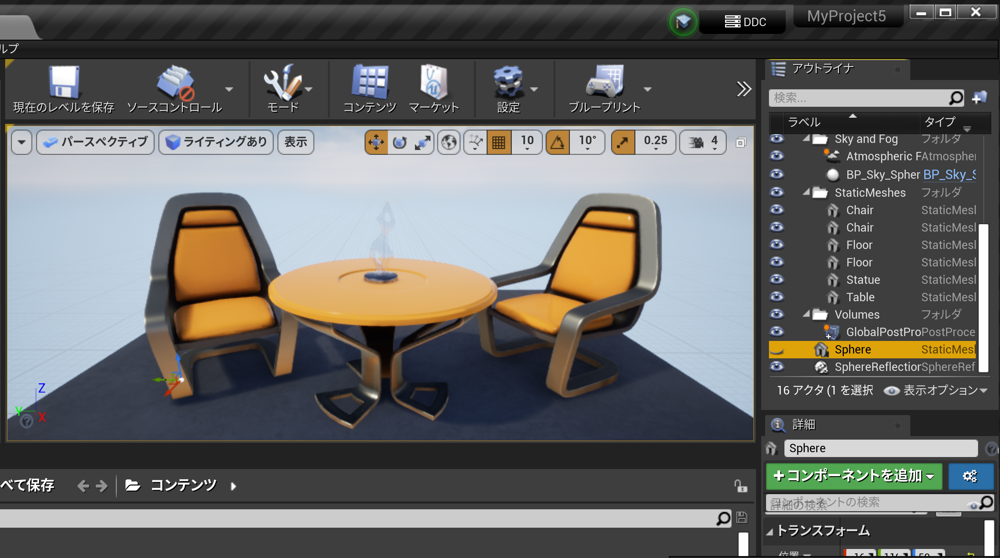 DDC
MyProject5
ルプ
現在のレベルを保存
ソースコントロール
モード
コンテンツ
マーケット
設定
ブループリント
パースペクティブ
ライティングあり
表示
10
10°
0.25
4
Z
Y
X
アウトライナ
検索...
ラベル
タイプ
Sky and Fog フォルダ
Atmospheric F Atmospher
BP_Sky_Spher BP_Sky_S
StaticMeshes フォルダ
Chair StaticMesl
Chair StaticMesl
Floor StaticMesl
Floor StaticMesl
Statue StaticMesl
Table StaticMesl
Volumes フォルダ
GlobalPostPro PostProce
Sphere StaticMesl
SphereReflection SphereRef
16 アクタ (1 を選択
表示オプション
詳細
Sphere
+コンポーネントを追加
コンポーネントの検索
詳細の検索
トランスフォーム
位置
べて保存
コンテンツ